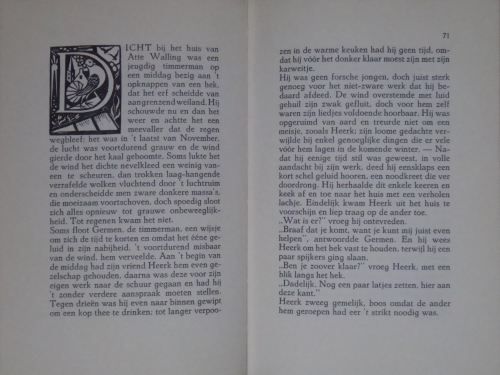 DICHT bij het huis van
Atte Walling was een
jeugdig timmerman op
een middag bezig aan 't
opknappen van een hek,
dat het erf scheidde van
aangrenzend weiland. Hij
schouwde nu en dan het
weer en achtte het een
meevaller dat de regen
wegbleef: het was in 't laatst van November,
de lucht was voortdurend grauw en de wind
gierde door het kaal geboomte. Soms lukte het
de wind het dichte nevelkleed een weinig van-
een te scheuren, dan trokken laag-hangende
verrafelde wolken vluchtend door 't luchtruim
en onderscheidde men zwaar donkere massa's,
die moeizaam voortschoven, doch spoedig sloot
zich alles opnieuw tot grauwe onbeweeglijk-
heid. Tot regenen kwam het niet.
Soms floot Germen, de timmerman, een wijsje
om zich de tijd te korten en omdat het ééne ge-
luid in zijn nabijheid, 't voortdurend misbaar
van de wind, hem verveelde. Aan 't begin van
de middag had zijn vriend Heerk hem even ge-
zelschap gehouden, daarna was deze voor zijn
eigen werk naar de schuur gegaan en had hij
't zonder verdere aanspraak moeten stellen.
Tegen drieën was hij even naar binnen gewipt
om een kop thee te drinken: tot langer verpoo-
71
zen in de warme keuken had hij geen tijd, om-
dat hij vóór het donker klaar moest zijn met zijn
karweitje.
Hij was geen forsche jongen, doch juist sterk
genoeg voor het niet-zware werk dat hij be-
daard afdeed. De wind overstemde met luid
gehuil zijn zwak gefluit, doch voor hem zelf
waren zijn liedjes voldoende hoorbaar. Hij was
opgeruimd van aard en treurde niet om een
meisje, zooals Heerk; zijn loome gedachte ver-
wijlde bij enkel genoeglijke dingen die er vie-
len te hopen in de komende winter. — Nadat
hij eenige tijd stil was geweest, in volle
aandacht bij zijn werk, deed hij eensklaps een
kort schel geluid hooren, een noodkreet die ver
doordrong. Hij herhaalde dit enkele keeren
en keek af en toe naar het huis met een verholen
lachje. Eindelijk kwam Heerk uit het huis te
voorschijn en liep traag op de ander toe.
„Wat is er?” vroeg hij ontevreden.
„Braaf dat je komt, want je kunt mij juist even
helpen”, antwoordde Germen. En hij wees
Heerk om het hek vast te houden, terwijl hij een
paar spijkers ging slaan.
„Ben je zoover klaar?” vroeg Heerk, met een
blik langs het hek.
„Dadelijk. Nog een paar latjes zetten, hier aan
deze kant.”
Heerk zweeg gemelijk, boos omdat de ander
hem geroepen had eer 't strikt noodig was.